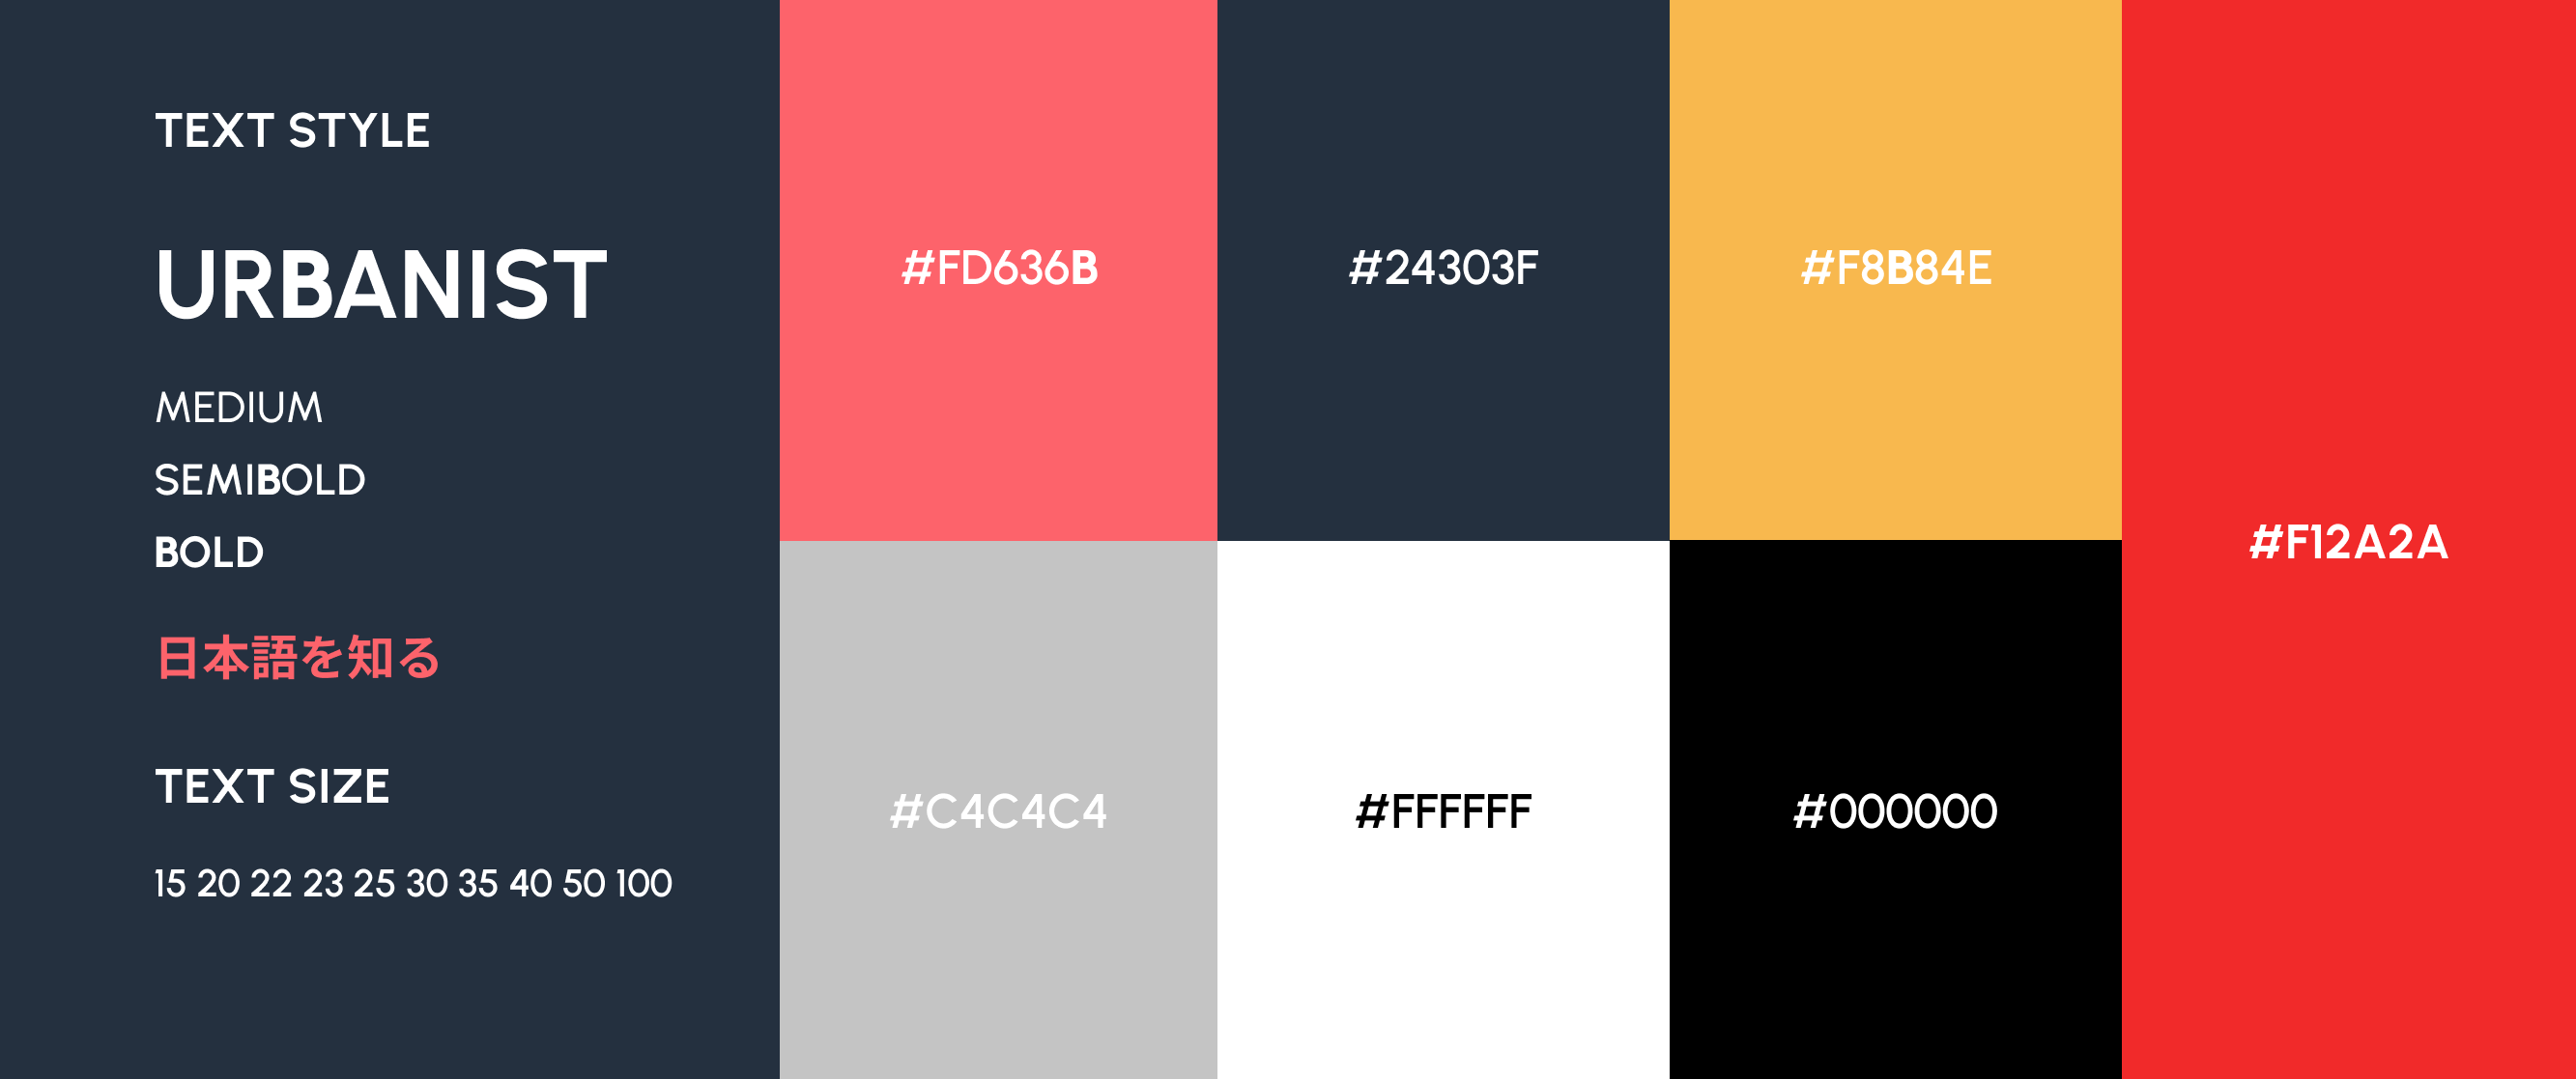 TEXT STYLE
URBANIST
MEDIUM
SEMIBOLD
BOLD
日本語を知る
TEXT SIZE
15 20 22 23 25 30 35 40 50 100
#FD636B
#24303F
#F8B84E
#C4C4C4
#FFFFFF
#000000
#F12A2A